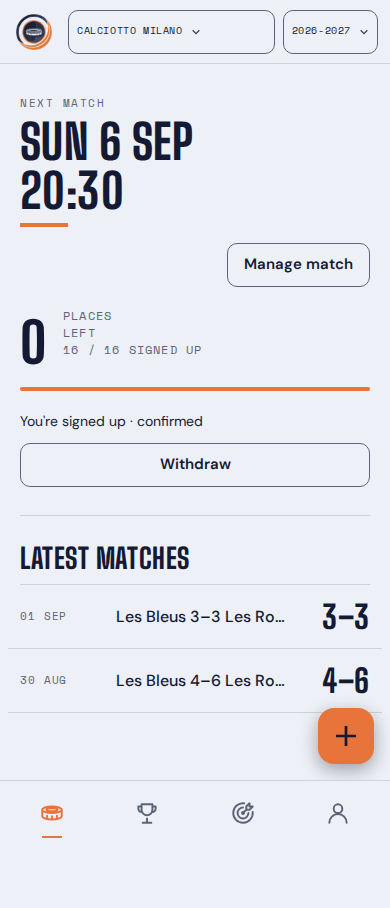 CALCIOTTO MILANO
2026-2027
NEXT MATCH
SUN 6 SEP
20:30
Manage match
0
PLACES
LEFT
16 / 16 SIGNED UP
You're signed up · confirmed
Withdraw
LATEST MATCHES
01 SEP Les Bleus 3–3 Les Ro… 3–3
30 AUG Les Bleus 4–6 Les Ro… 4–6